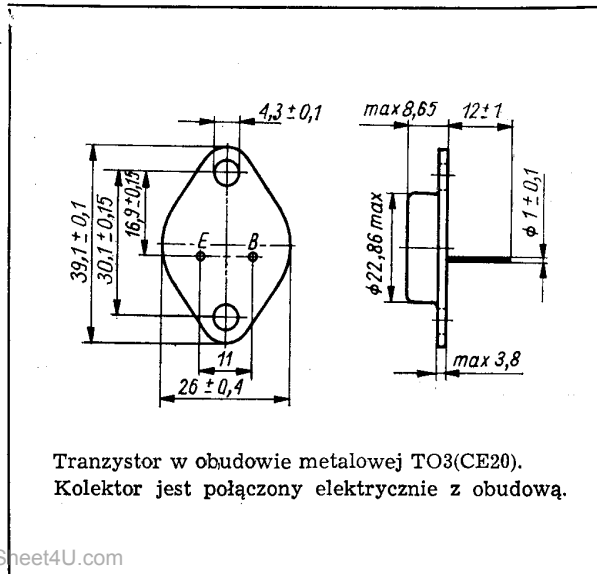 4,3 ± 0,1
max 8,65
12±1
39,1 ± 0,1
30,1 ± 0,15
16,9 ± 0,15
E
B
ϕ22,86 max
ϕ 1 ± 0,1
11
26 ± 0,4
max 3,8
Tranzystor w obudowie metalowej TO3(CE20).
Kolektor jest połączony elektrycznie z obudową.
Sheet4U.com